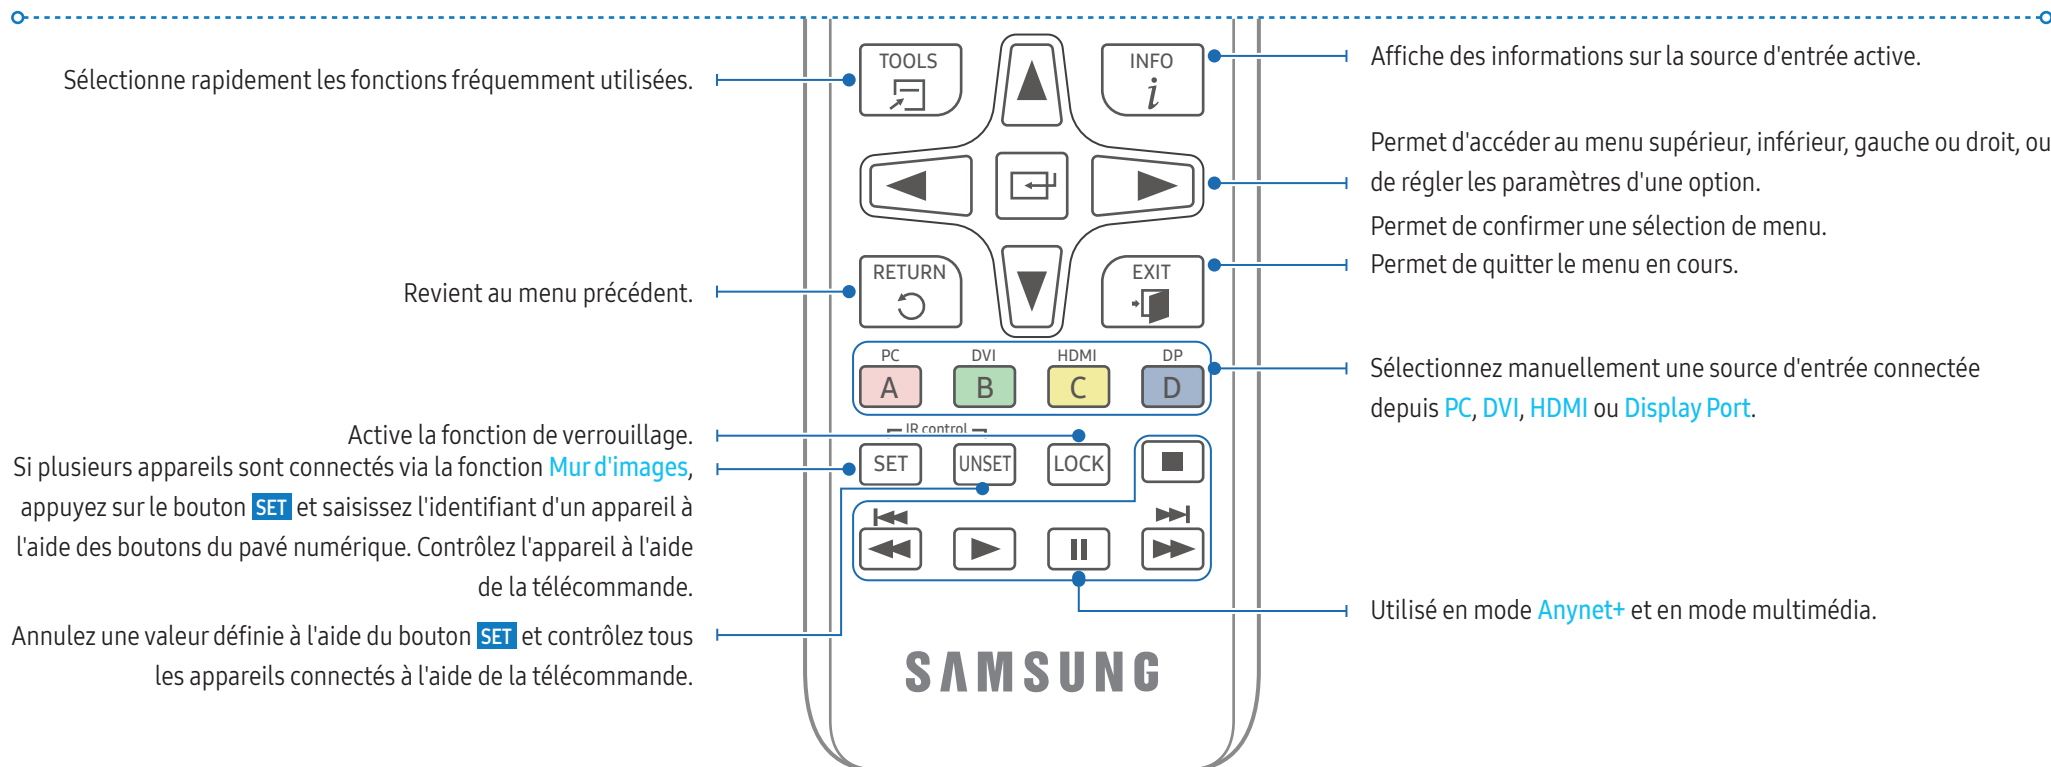 Sélectionne rapidement les fonctions fréquemment utilisées.
Revient au menu précédent.
Active la fonction de verrouillage.
Si plusieurs appareils sont connectés via la fonction Mur d'images,
appuyez sur le bouton SET et saisissez l'identifiant d'un appareil à
l'aide des boutons du pavé numérique. Contrôlez l'appareil à l'aide
de la télécommande.
Annulez une valeur définie à l'aide du bouton SET et contrôlez tous
les appareils connectés à l'aide de la télécommande.
TOOLS
INFO
i
RETURN
EXIT
PC DVI HDMI DP
A B C D
IR control
SET UNSET LOCK
SAMSUNG
Affiche des informations sur la source d'entrée active.
Permet d'accéder au menu supérieur, inférieur, gauche ou droit, ou
de régler les paramètres d'une option.
Permet de confirmer une sélection de menu.
Permet de quitter le menu en cours.
Sélectionnez manuellement une source d'entrée connectée
depuis PC, DVI, HDMI ou Display Port.
Utilisé en mode Anynet+ et en mode multimédia.